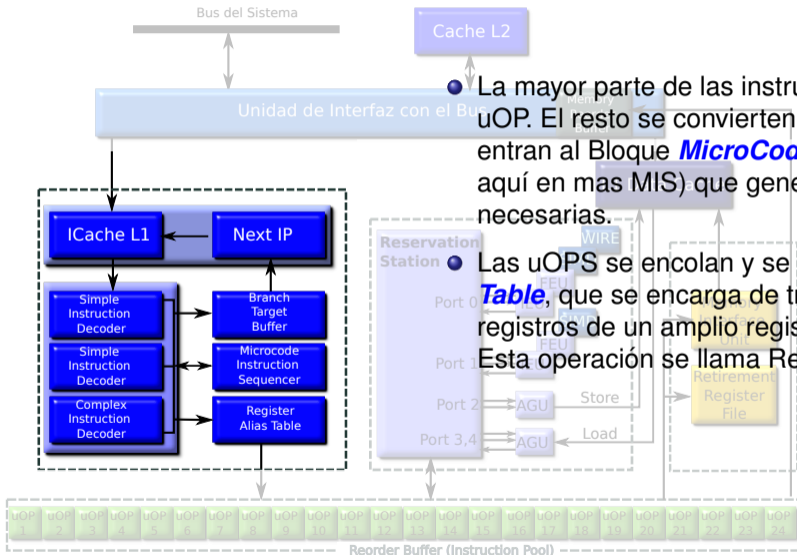 Bus del Sistema
Cache L2
Unidad de Interfaz con el Bus
Memory
Buffer
La mayor parte de las instru
uOP. El resto se convierten
entran al Bloque MicroCod
aquí en mas MIS) que gene
necesarias.
Las uOPS se encolan y se
Table, que se encarga de tr
registros de un amplio regis
Esta operación se llama Re
ICache L1
Next IP
Simple
Instruction
Decoder
Simple
Instruction
Decoder
Complex
Instruction
Decoder
Branch
Target
Buffer
Microcode
Instruction
Sequencer
Register
Alias Table
Reservation
Station
Port 0
Port 1
Port 2
Port 3,4
WIRE
FEU
FEU
AGU
AGU
Store
Load
Unit
Retirement
Register
File
uOP 1
uOP 2
uOP 3
uOP 4
uOP 5
uOP 6
uOP 7
uOP 8
uOP 9
uOP 10
uOP 11
uOP 12
uOP 13
uOP 14
uOP 15
uOP 16
uOP 17
uOP 18
uOP 19
uOP 20
uOP 21
uOP 22
uOP 23
uOP 24
Reorder Buffer (Instruction Pool)